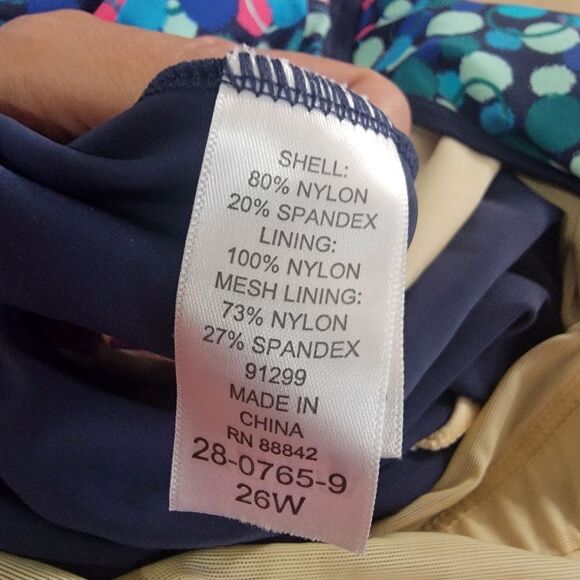 SHELL:
80% NYLON
20% SPANDEX
LINING:
100% NYLON
MESH LINING:
73% NYLON
27% SPANDEX
91299
MADE IN
CHINA
RN 88842
28-0765-9
26W